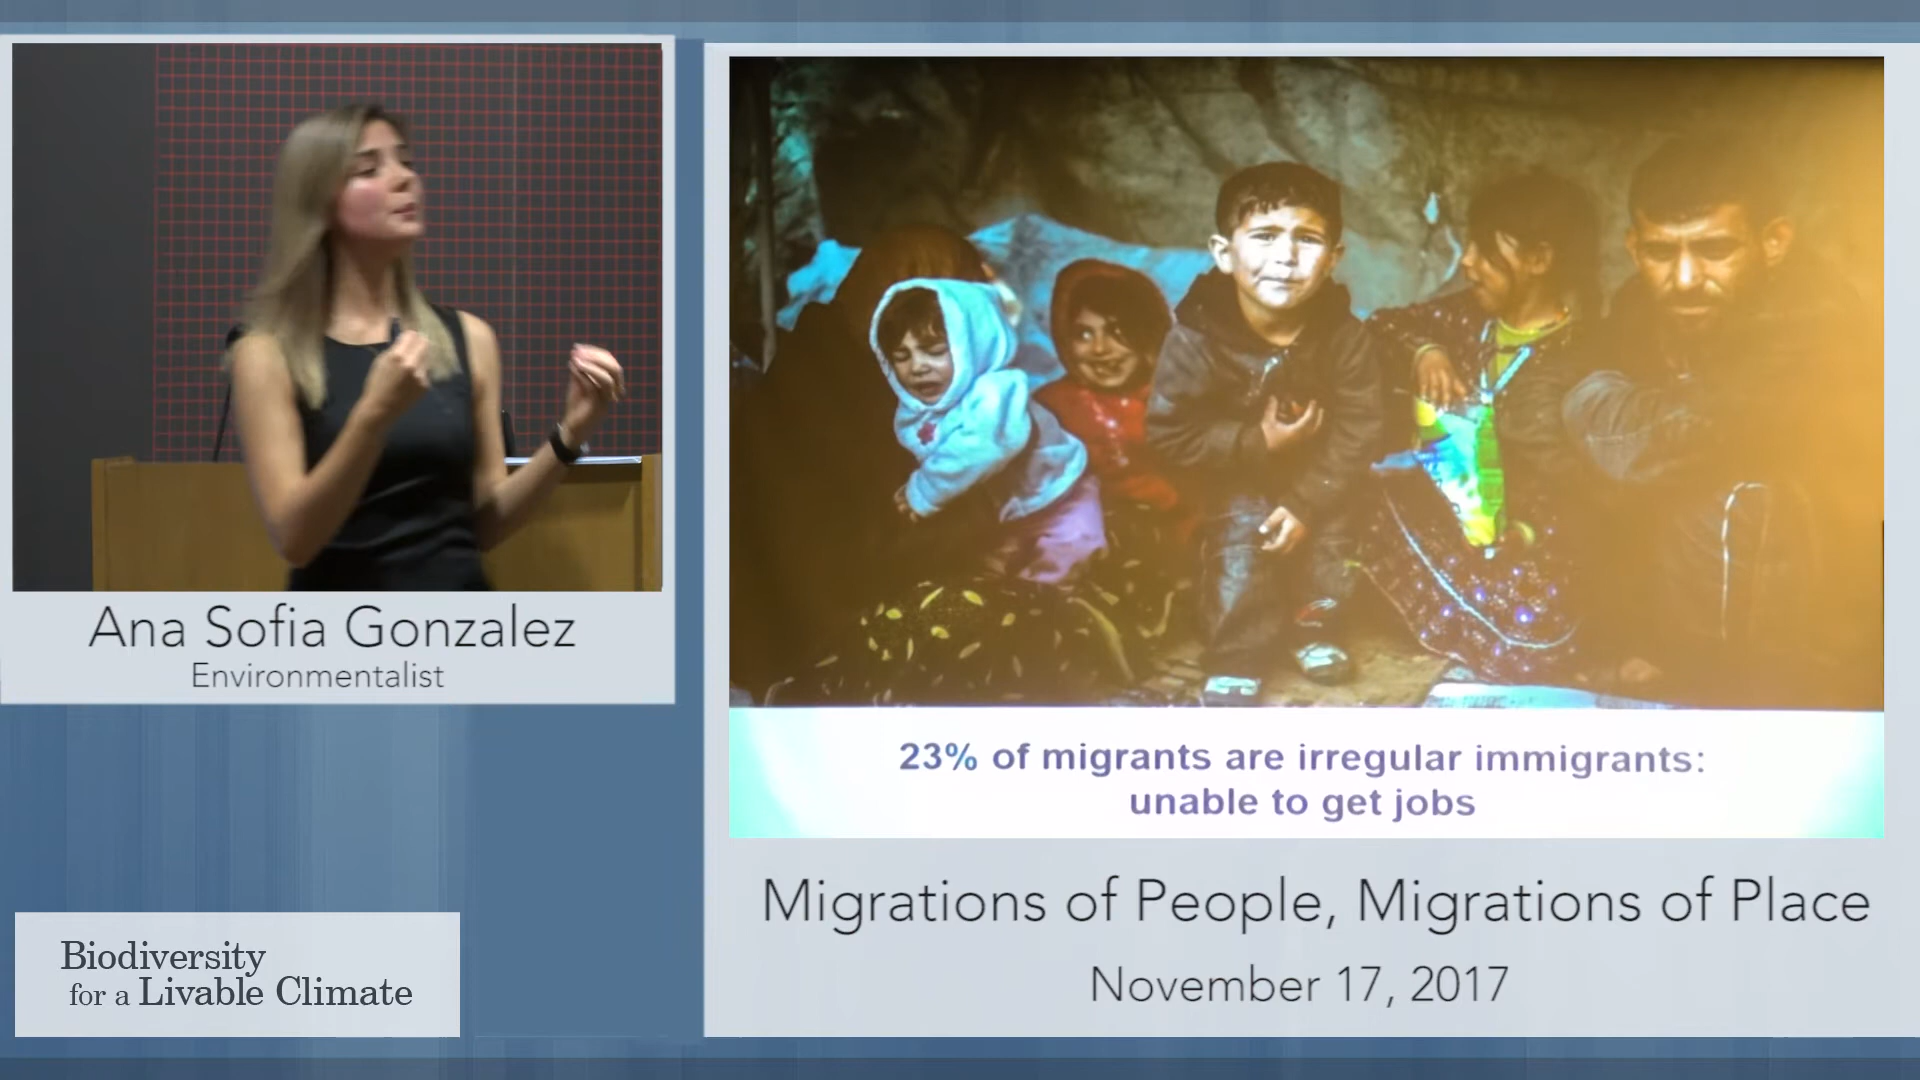 Ana Sofia Gonzalez
Environmentalist
23% of migrants are irregular immigrants:
unable to get jobs
Migrations of People, Migrations of Place
November 17, 2017
Biodiversity
for a Livable Climate